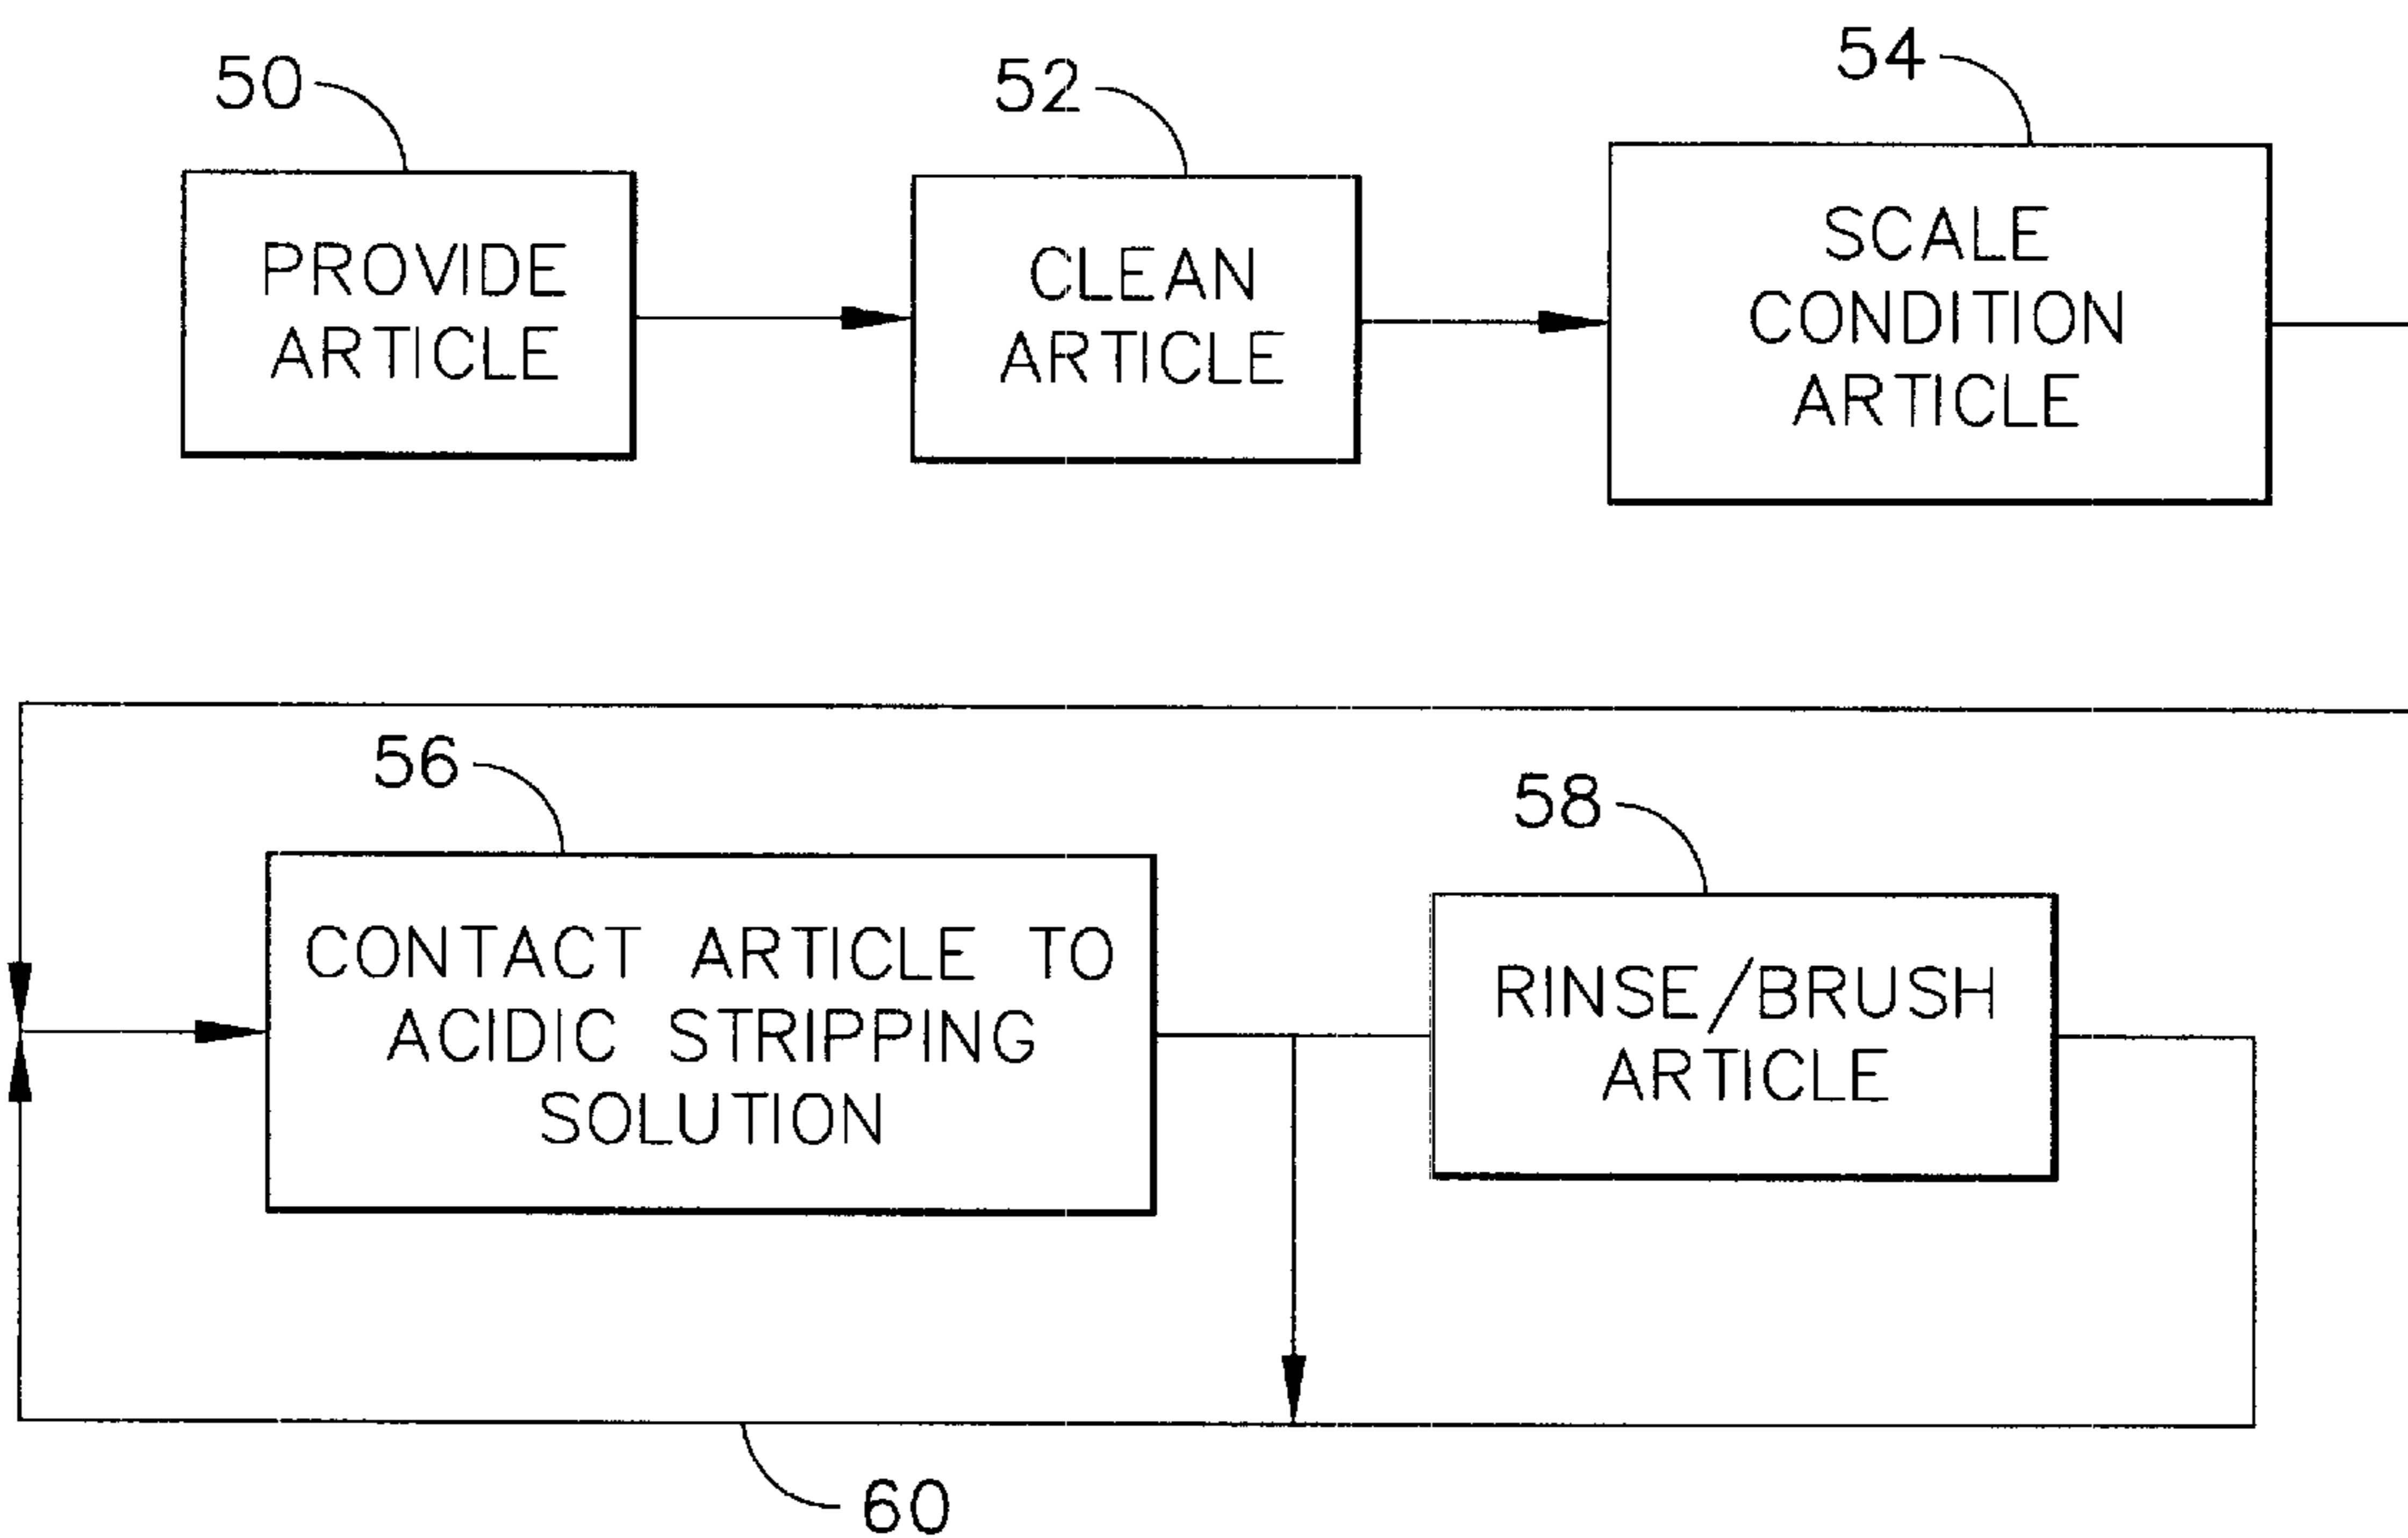 50
PROVIDE
ARTICLE
52
CLEAN
ARTICLE
54
SCALE
CONDITION
ARTICLE
56
CONTACT ARTICLE TO
ACIDIC STRIPPING
SOLUTION
58
RINSE/BRUSH
ARTICLE
60